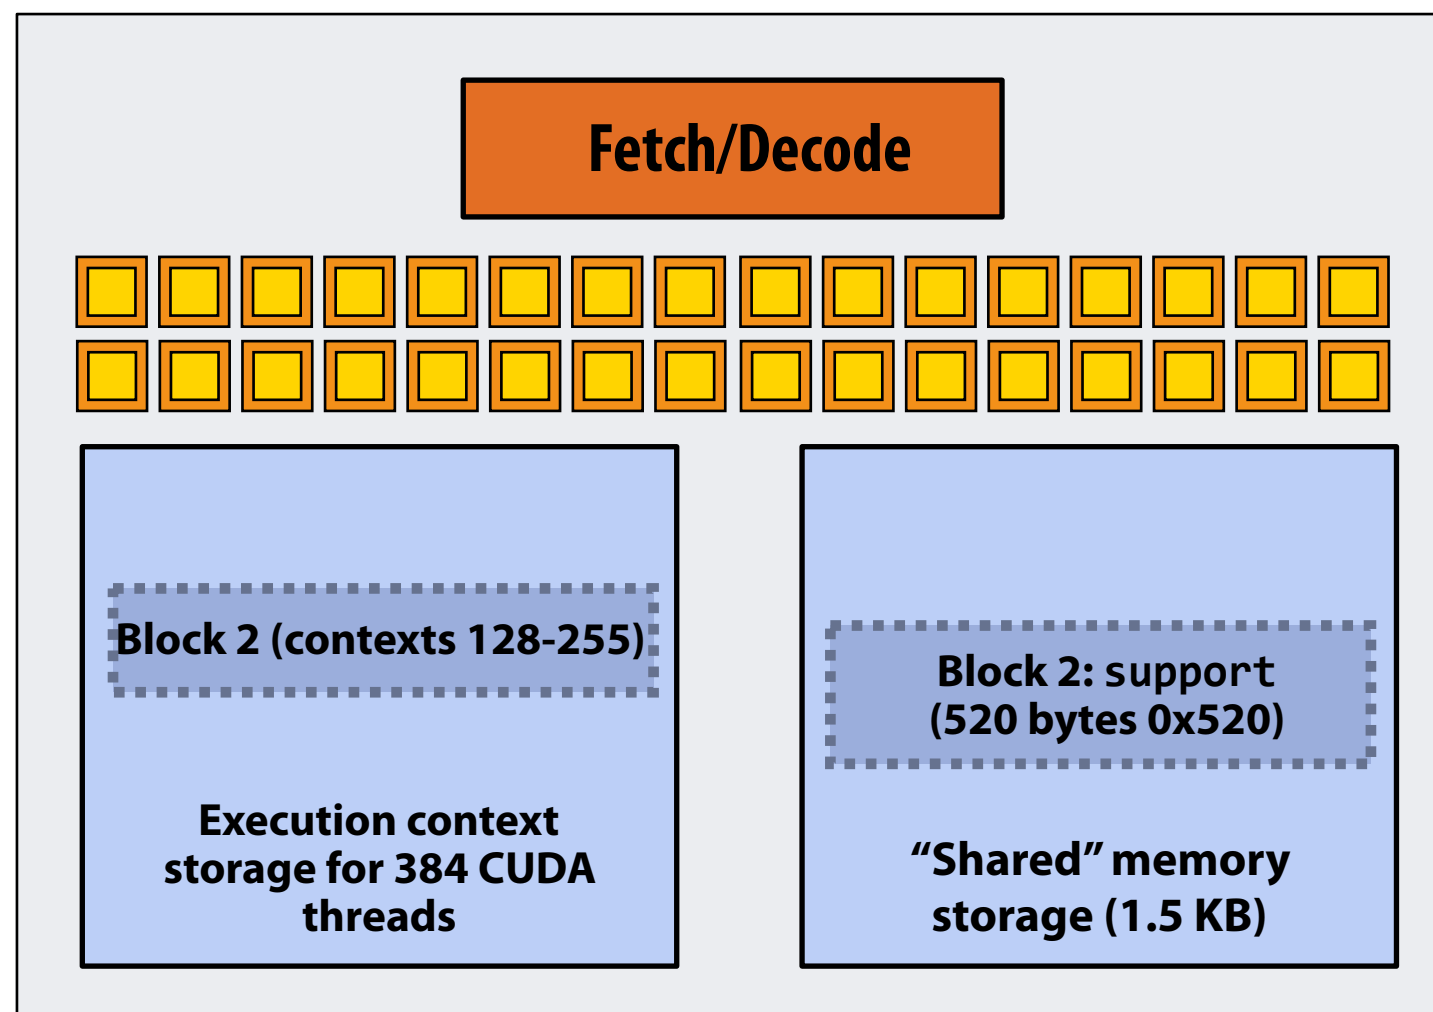 Fetch/Decode
Block 2 (contexts 128-255)
Execution context
storage for 384 CUDA
threads
Block 2: support
(520 bytes 0x520)
“Shared” memory
storage (1.5 KB)